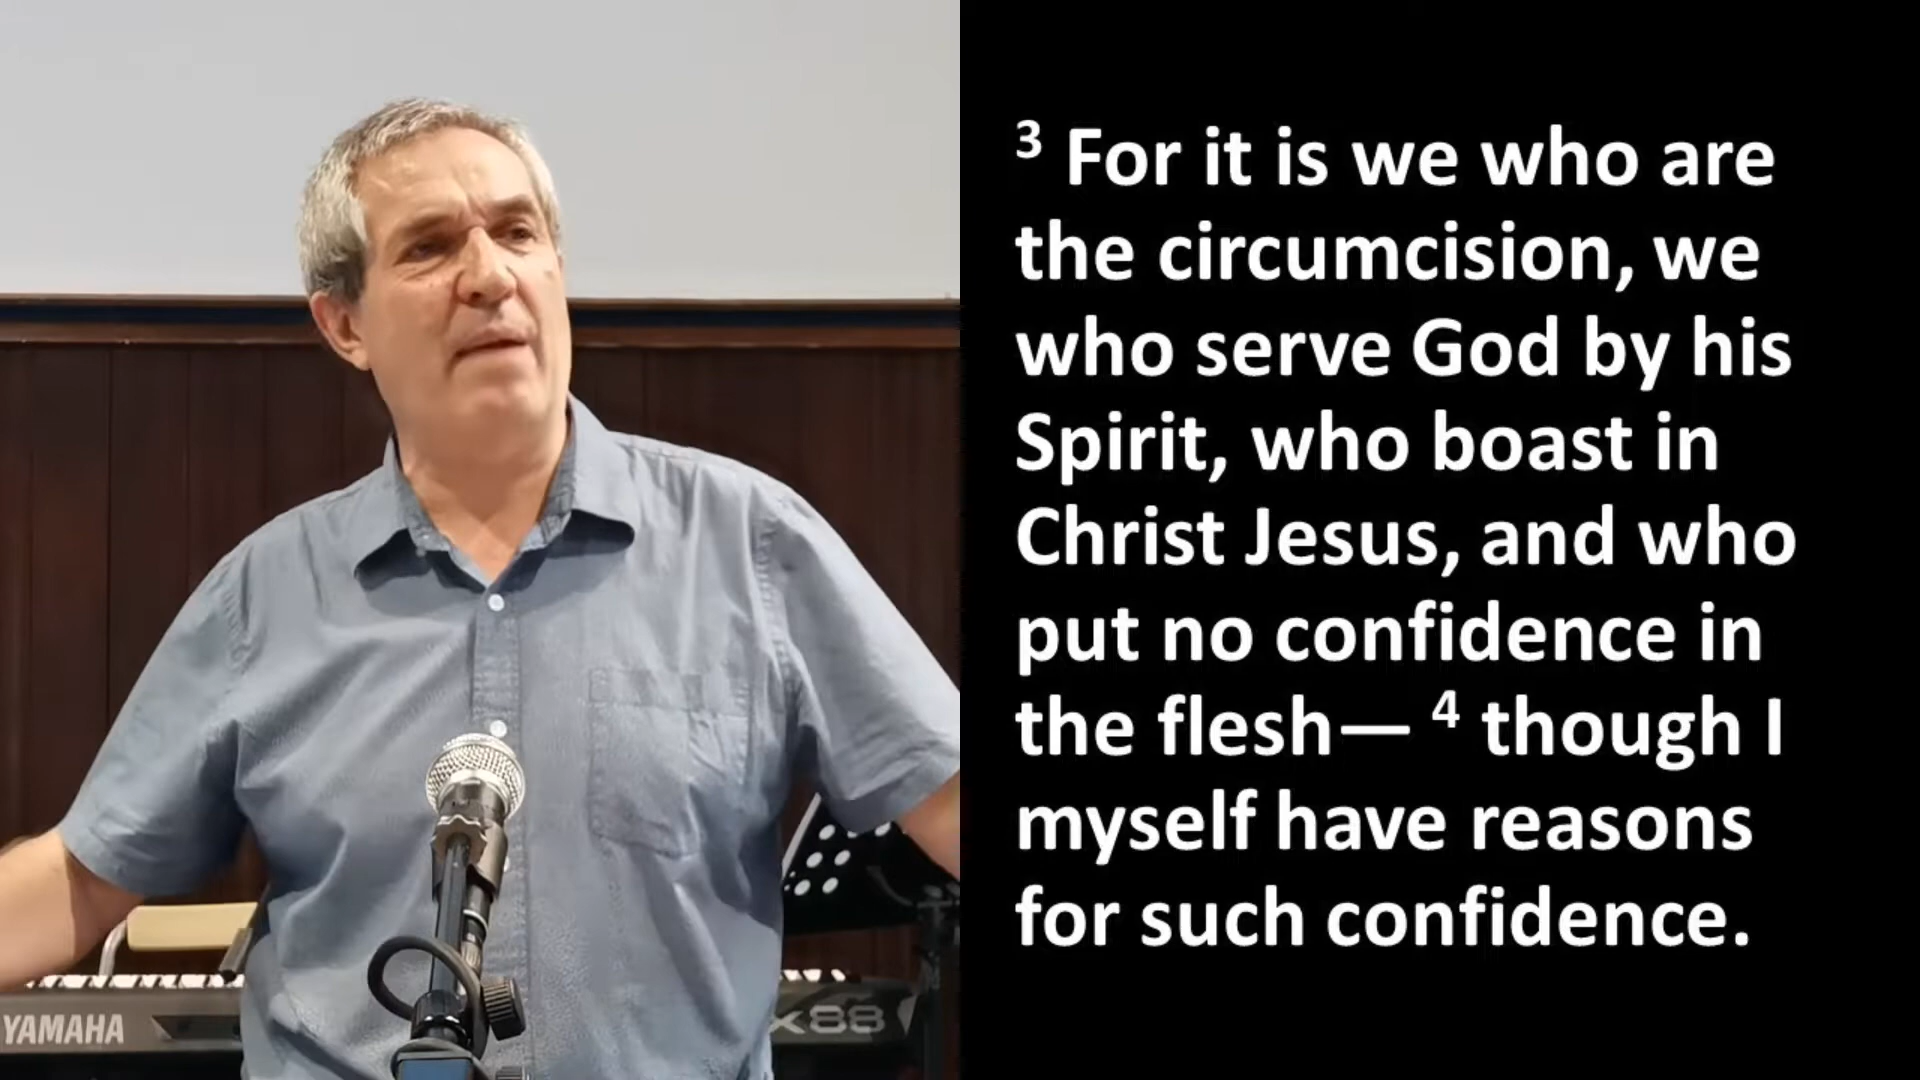 ³ For it is we who are
the circumcision, we
who serve God by his
Spirit, who boast in
Christ Jesus, and who
put no confidence in
the flesh— ⁴ though I
myself have reasons
for such confidence.
YAMAHA
x88